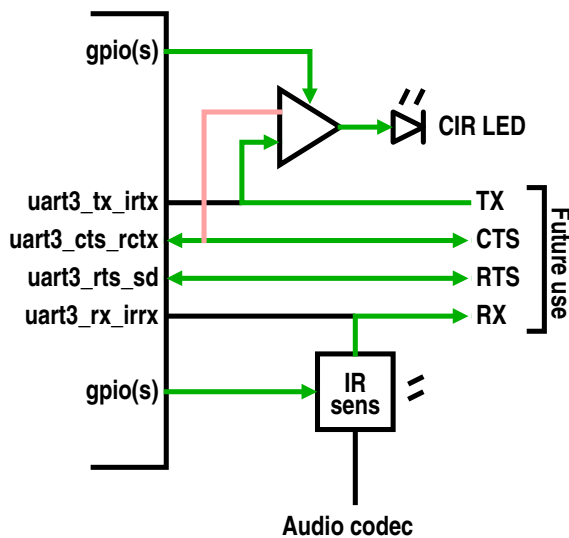 gpio(s)
CIR LED
uart3_tx_irtx
TX
uart3_cts_rctx
CTS
uart3_rts_sd
RTS
uart3_rx_irrx
RX
Future use
gpio(s)
IR
sens
Audio codec